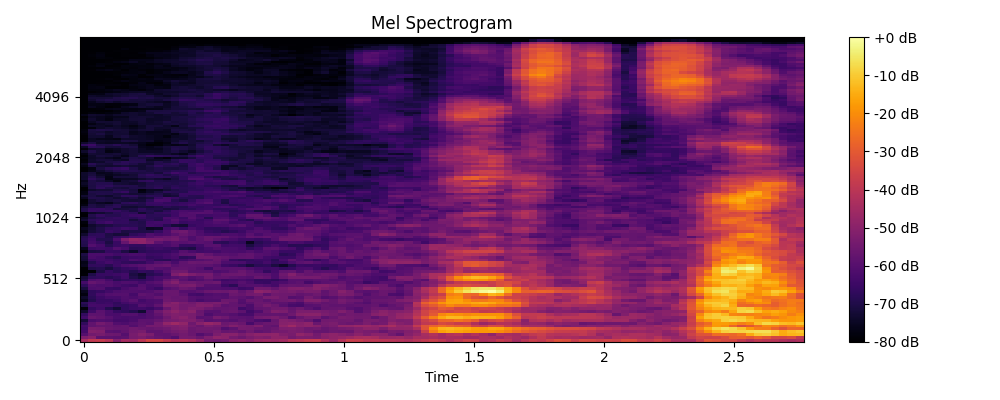 Mel Spectrogram
Hz
4096
2048
1024
512
0
0
0.5
1
1.5
2
2.5
Time
+0 dB
-10 dB
-20 dB
-30 dB
-40 dB
-50 dB
-60 dB
-70 dB
-80 dB